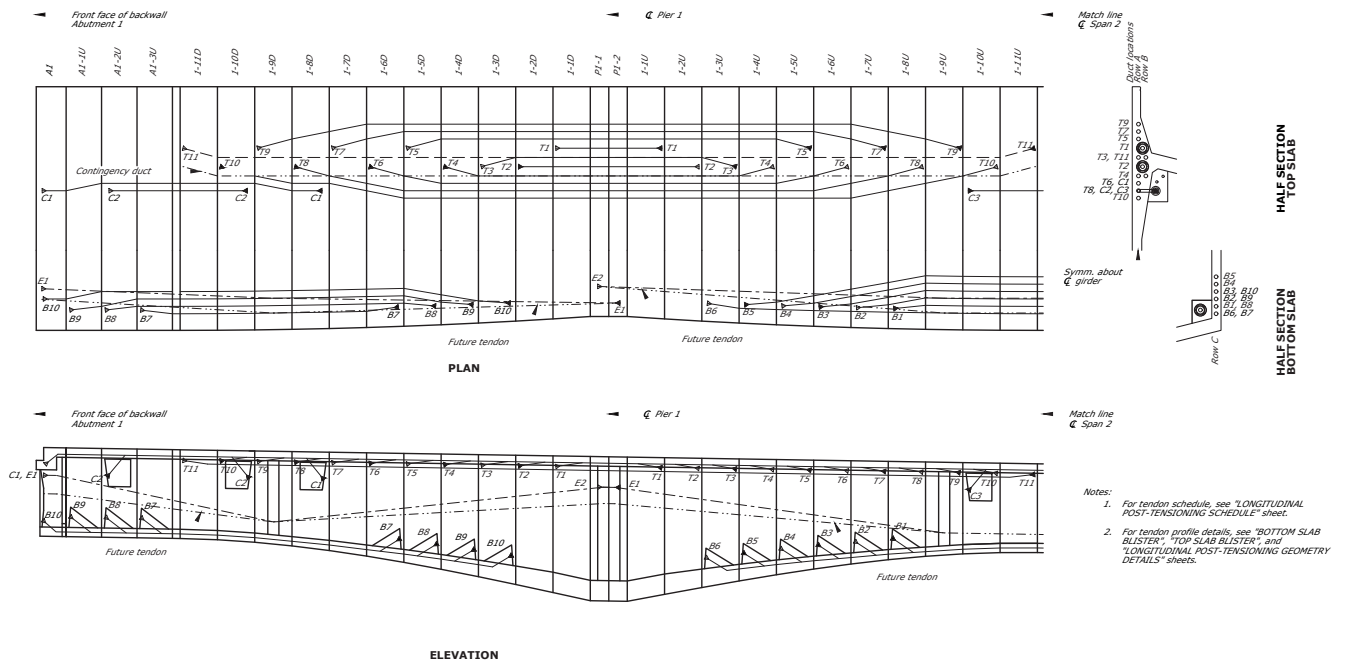 Front face of backwall
Abutment 1
℄ Pier 1
Match line
℄ Span 2
A1
A1-1U
A1-2U
A1-3U
1-11D
1-10D
1-9D
1-8D
1-7D
1-6D
1-5D
1-4D
1-3D
1-2D
1-1D
P1-1
P1-2
1-1U
1-2U
1-3U
1-4U
1-5U
1-6U
1-7U
1-8U
1-9U
1-10U
1-11U
Duct locations
Row A
Row B
T9
T7
T5
T1
T3, T11
T2
T4
T6, C1
T8, C2, C3
T10
HALF SECTION
TOP SLAB
T11
T10
T9
T8
T7
T6
T5
T4
T3
T2
T1
T1
T2
T3
T4
T5
T6
T7
T8
T9
T10
T11
Contingency duct
C1
C2
C2
C1
C3
Symm. about
℄ girder
B5
B4
B3, B10
B2, B9
B1, B8
B6, B7
Row C
HALF SECTION
BOTTOM SLAB
E1
B10
B9
B8
B7
B7
B8
B9
B10
E2
E1
B6
B5
B4
B3
B2
B1
Future tendon
Future tendon
PLAN
Front face of backwall
Abutment 1
℄ Pier 1
Match line
℄ Span 2
C1, E1
C2
T11
T10
C2
T9
T8
C1
T7
T6
T5
T4
T3
T2
T1
T1
T2
T3
T4
T5
T6
T7
T8
T9
T10
C3
T11
E2
E1
B10
B9
B8
B7
B7
B8
B9
B10
B6
B5
B4
B3
B2
B1
Future tendon
Future tendon
Notes:
1. For tendon schedule, see "LONGITUDINAL
POST-TENSIONING SCHEDULE" sheet.
2. For tendon profile details, see "BOTTOM SLAB
BLISTER", "TOP SLAB BLISTER", and
"LONGITUDINAL POST-TENSIONING GEOMETRY
DETAILS" sheets.
ELEVATION